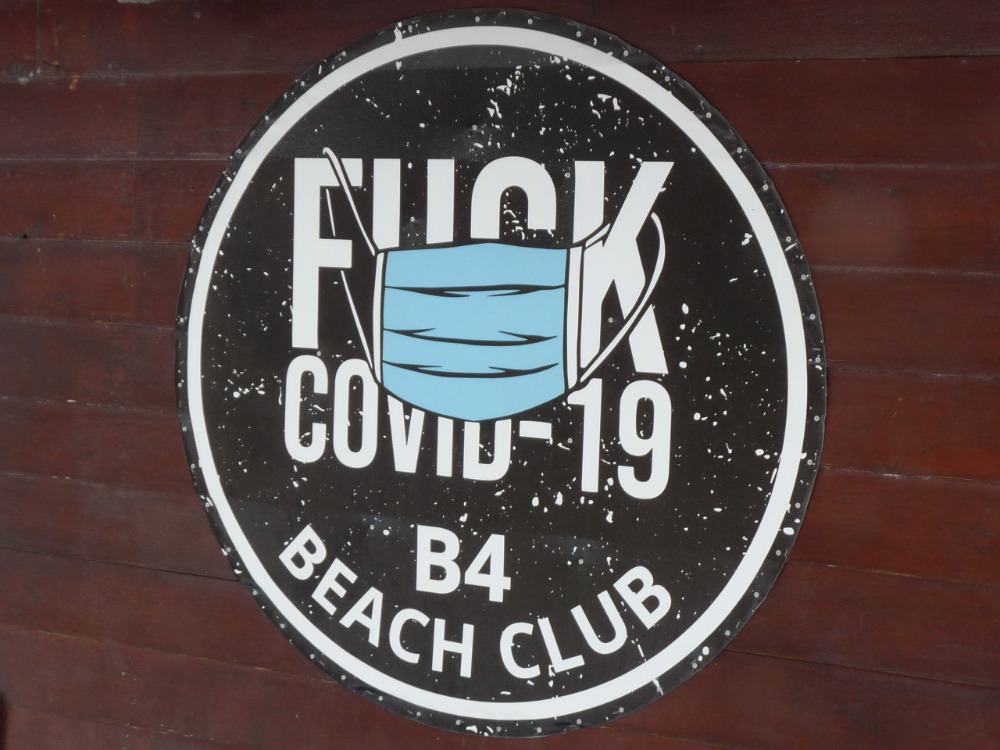 FUCK
COVID-19
B4
BEACH CLUB